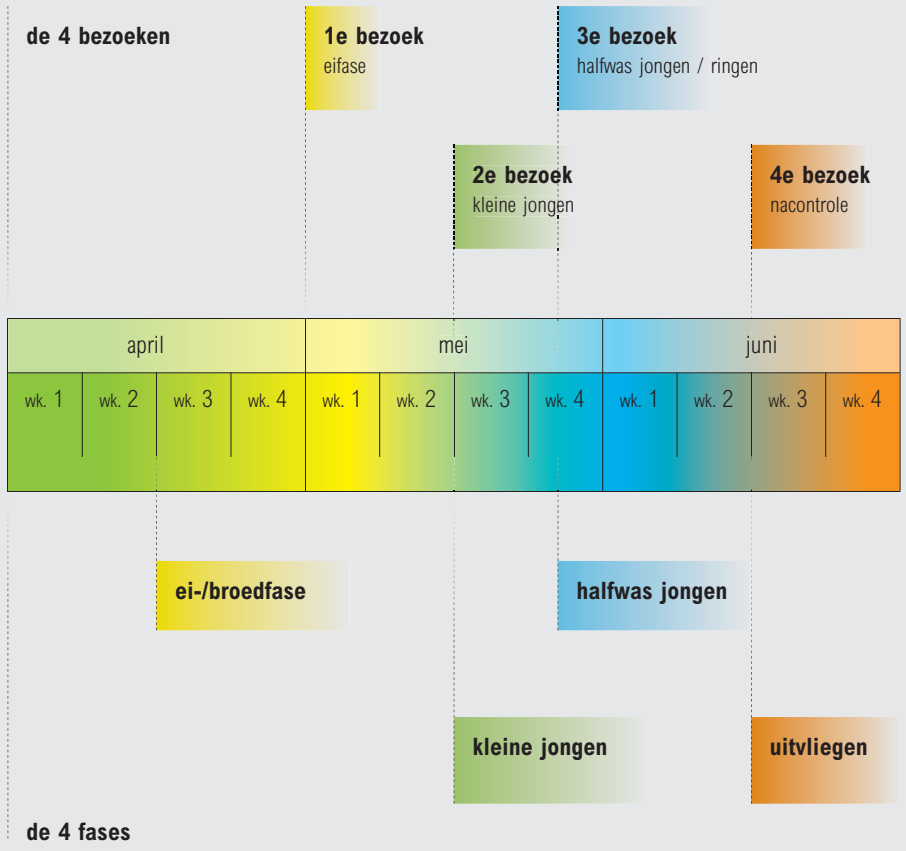 de 4 bezoeken
1e bezoek
eifase
3e bezoek
halfwas jongen / ringen
2e bezoek
kleine jongen
4e bezoek
nacontrole
april mei juni
wk. 1 wk. 2 wk. 3 wk. 4 wk. 1 wk. 2 wk. 3 wk. 4 wk. 1 wk. 2 wk. 3 wk. 4
ei-/broedfase
halfwas jongen
kleine jongen
uitvliegen
de 4 fases